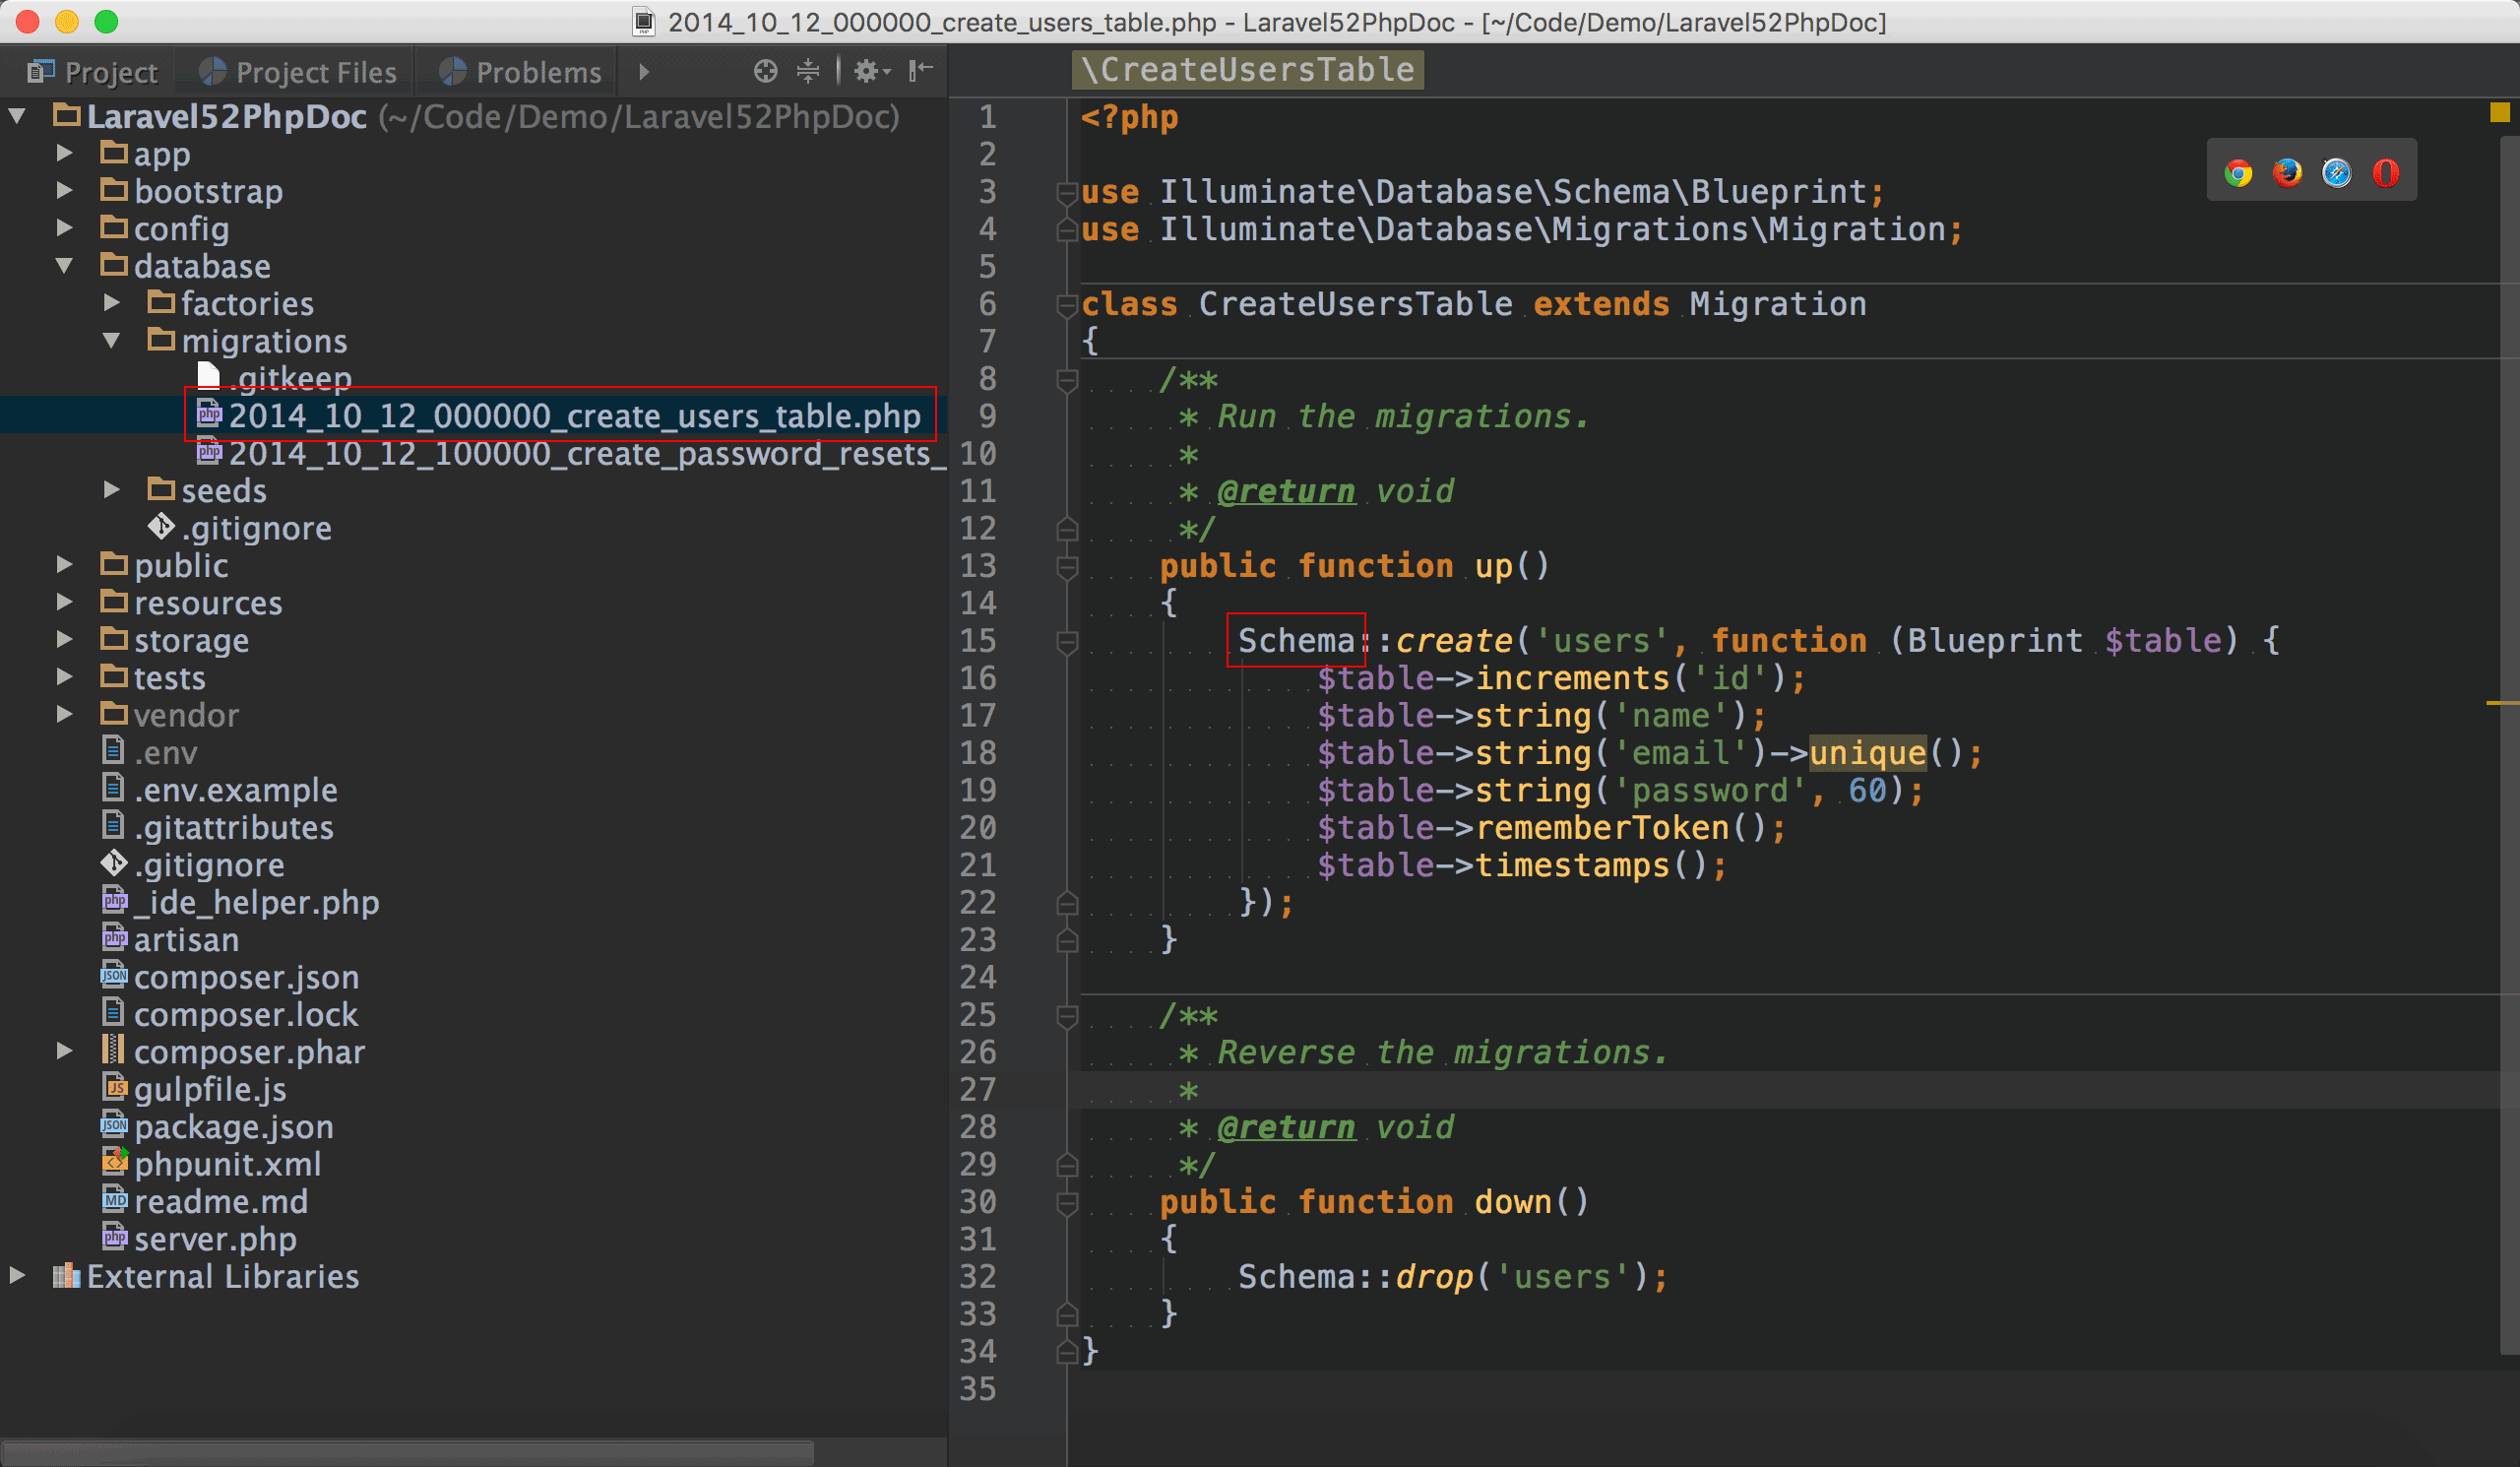 2014_10_12_000000_create_users_table.php - Laravel52PhpDoc - [~/Code/Demo/Laravel52PhpDoc]
Project Project Files Problems
Laravel52PhpDoc (~/Code/Demo/Laravel52PhpDoc)
app
bootstrap
config
database
factories
migrations
.gitkeep
2014_10_12_000000_create_users_table.php
2014_10_12_100000_create_password_resets_
seeds
.gitignore
public
resources
storage
tests
vendor
.env
.env.example
.gitattributes
.gitignore
_ide_helper.php
artisan
composer.json
composer.lock
composer.phar
gulpfile.js
package.json
phpunit.xml
readme.md
server.php
External Libraries
\CreateUsersTable
1 <?php
2
3 use Illuminate\Database\Schema\Blueprint;
4 use Illuminate\Database\Migrations\Migration;
5
6 class CreateUsersTable extends Migration
7 {
8     /**
9      * Run the migrations.
10      *
11      * @return void
12      */
13     public function up()
14     {
15         Schema::create('users', function (Blueprint $table) {
16             $table->increments('id');
17             $table->string('name');
18             $table->string('email')->unique();
19             $table->string('password', 60);
20             $table->rememberToken();
21             $table->timestamps();
22         });
23     }
24
25     /**
26      * Reverse the migrations.
27      *
28      * @return void
29      */
30     public function down()
31     {
32         Schema::drop('users');
33     }
34 }
35